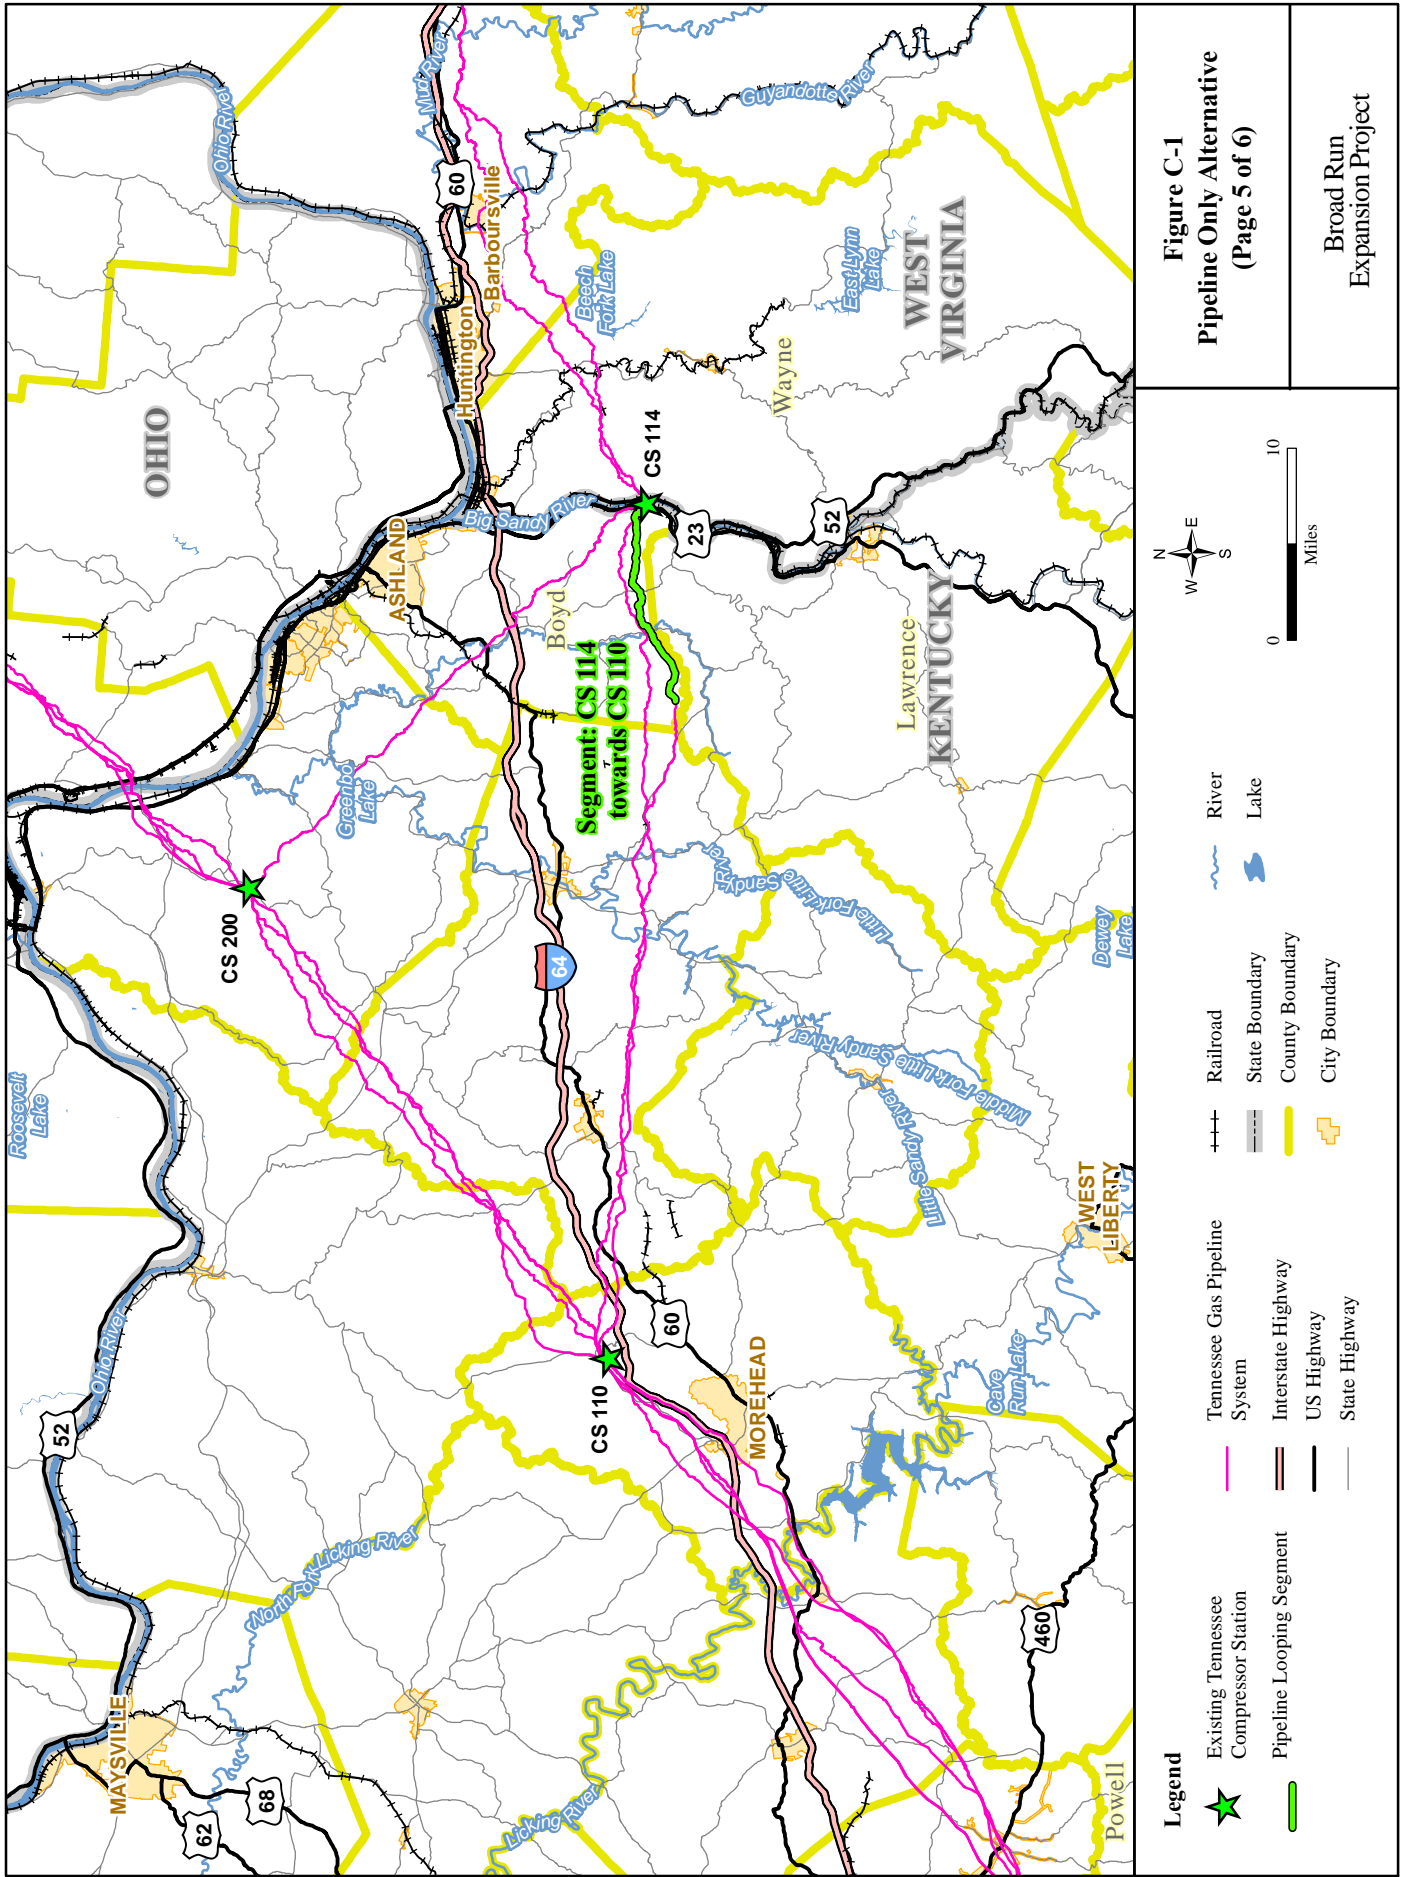 Ohio River
Mud River
60
Barboursville
Guyandotte River
Huntington
Beech
Fork Lake
East Lynn
Lake
WEST
VIRGINIA
Wayne
OHIO
CS 114
ASHLAND
Big Sandy River
23
52
Boyd
Segment: CS 114
towards CS 110
Lawrence
KENTUCKY
Greenbo
Lake
CS 200
64
Little Fork Little
Sandy
River
Dewey
Lake
Roosevelt
Lake
Middle Fork Little Sandy River
Little Sandy River
WEST
LIBERTY
Ohio River
52
CS 110
60
MOREHEAD
Cave
Run Lake
North Fork Licking River
460
MAYSVILLE
62
68
Licking River
Powell
Legend
Existing Tennessee
Compressor Station
Pipeline Looping Segment
Tennessee Gas Pipeline
System
Interstate Highway
US Highway
State Highway
Railroad
State Boundary
County Boundary
City Boundary
River
Lake
N
W
E
S
0
10
Miles
Figure C-1
Pipeline Only Alternative
(Page 5 of 6)
Broad Run
Expansion Project